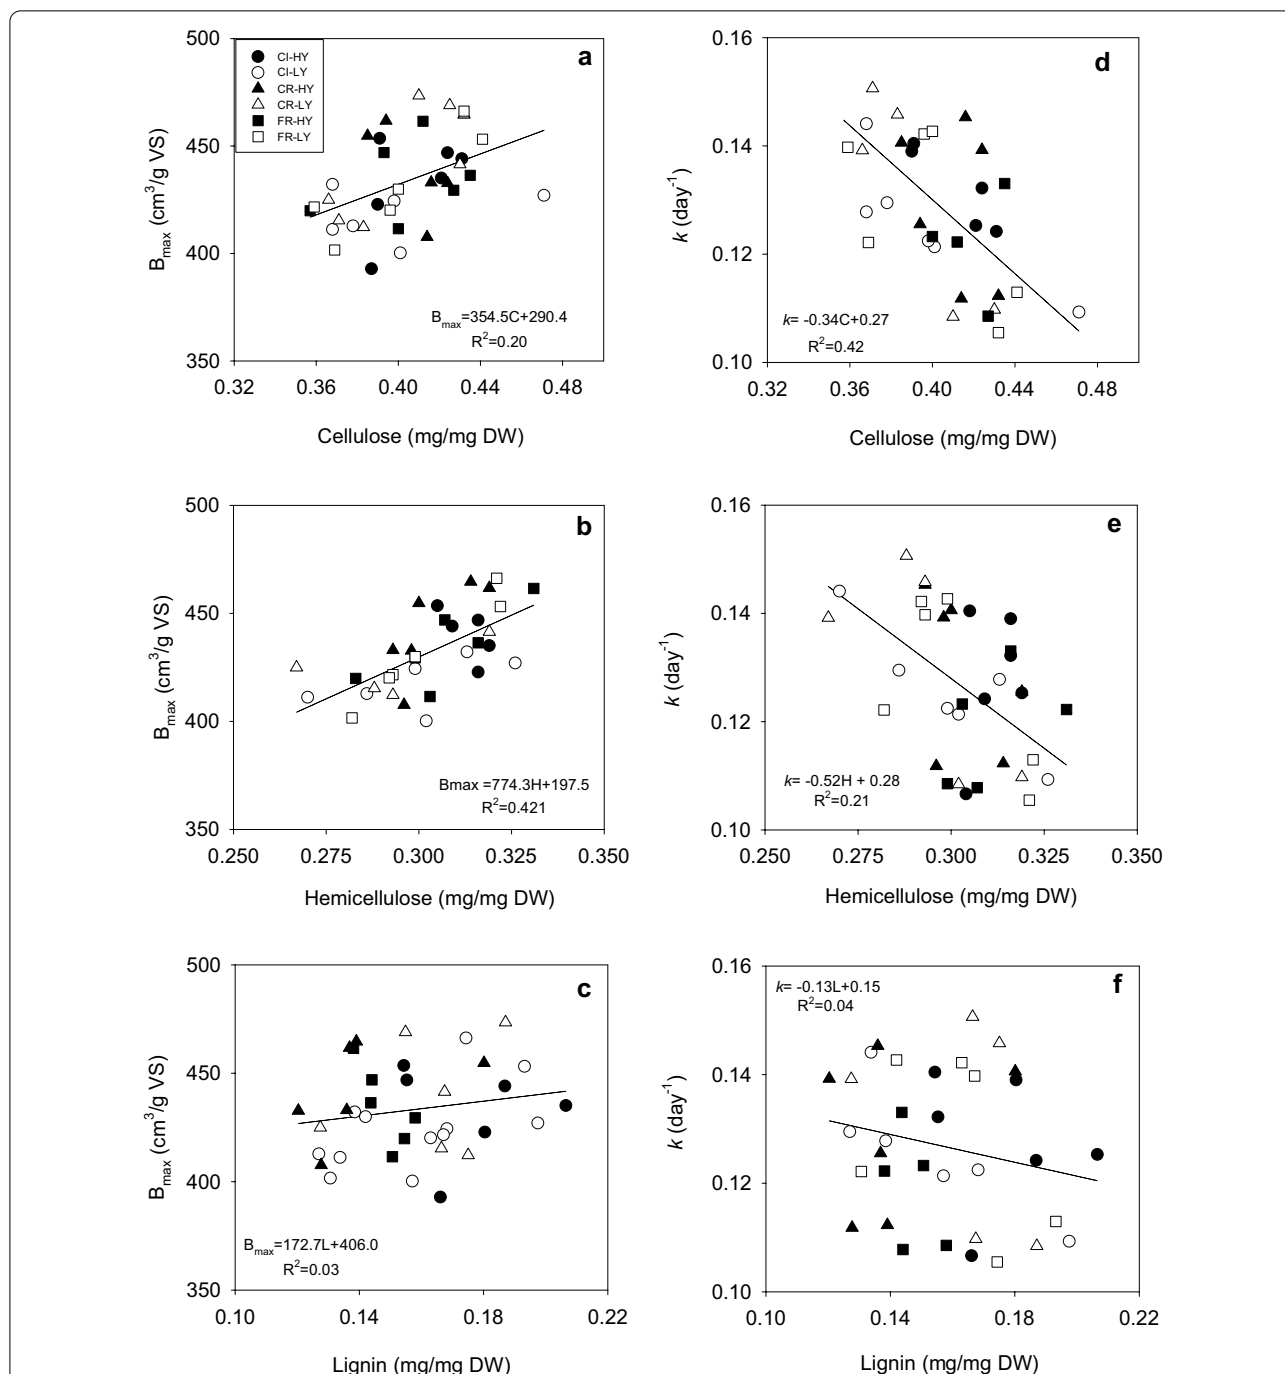 500
450
400
350
B_max (cm³/g VS)
CI-HY
CI-LY
CR-HY
CR-LY
FR-HY
FR-LY
a
B_max=354.5C+290.4
R²=0.20
0.32 0.36 0.40 0.44 0.48
Cellulose (mg/mg DW)
0.16
0.14
0.12
0.10
k (day⁻¹)
d
k= -0.34C+0.27
R²=0.42
0.32 0.36 0.40 0.44 0.48
Cellulose (mg/mg DW)
500
450
400
350
B_max (cm³/g VS)
b
Bmax =774.3H+197.5
R²=0.421
0.250 0.275 0.300 0.325 0.350
Hemicellulose (mg/mg DW)
0.16
0.14
0.12
0.10
k (day⁻¹)
e
k= -0.52H + 0.28
R²=0.21
0.250 0.275 0.300 0.325 0.350
Hemicellulose (mg/mg DW)
500
450
400
350
B_max (cm³/g VS)
c
B_max=172.7L+406.0
R²=0.03
0.10 0.14 0.18 0.22
Lignin (mg/mg DW)
0.16
0.14
0.12
0.10
k (day⁻¹)
f
k= -0.13L+0.15
R²=0.04
0.10 0.14 0.18 0.22
Lignin (mg/mg DW)